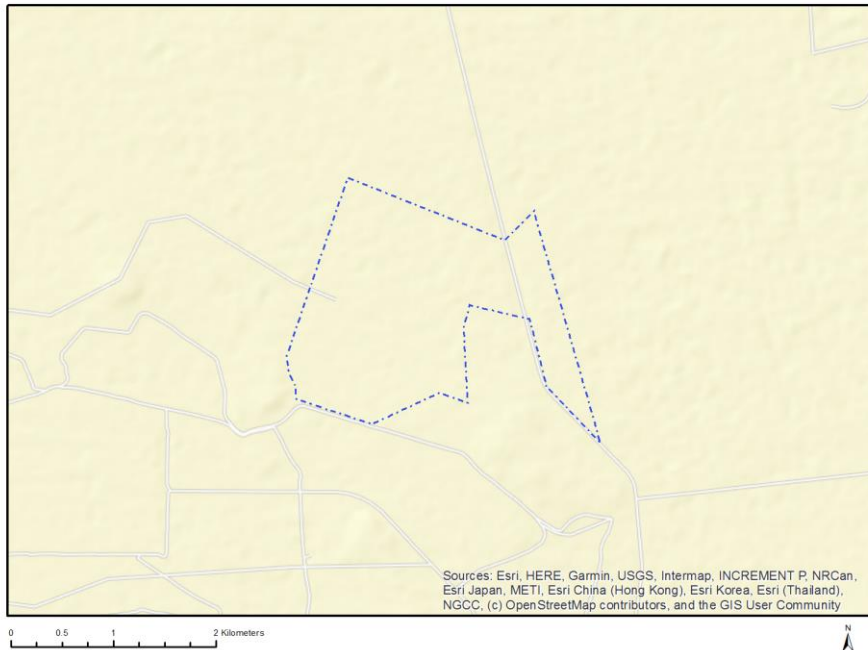 Sources: Esri, HERE, Garmin, USGS, Intermap, INCREMENT P, NRCan,
Esri Japan, METI, Esri China (Hong Kong), Esri Korea, Esri (Thailand),
NGCC, (c) OpenStreetMap contributors, and the GIS User Community
0 0.5 1 2 Kilometers
N